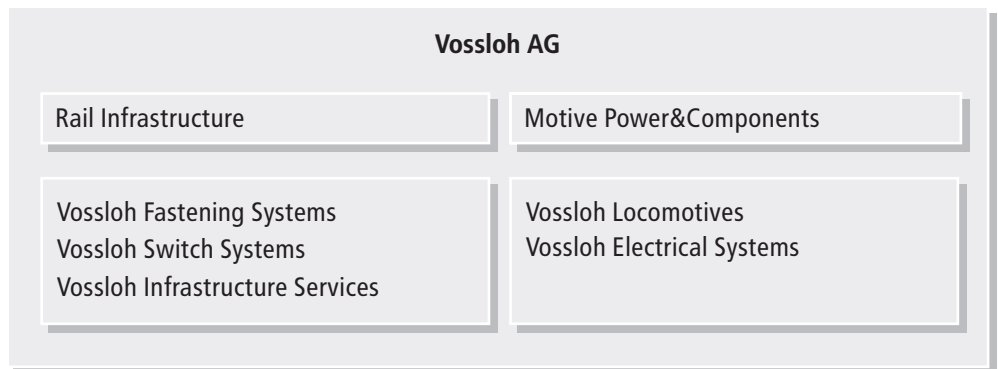 Vossloh AG
Rail Infrastructure
Motive Power&Components
Vossloh Fastening Systems
Vossloh Switch Systems
Vossloh Infrastructure Services
Vossloh Locomotives
Vossloh Electrical Systems